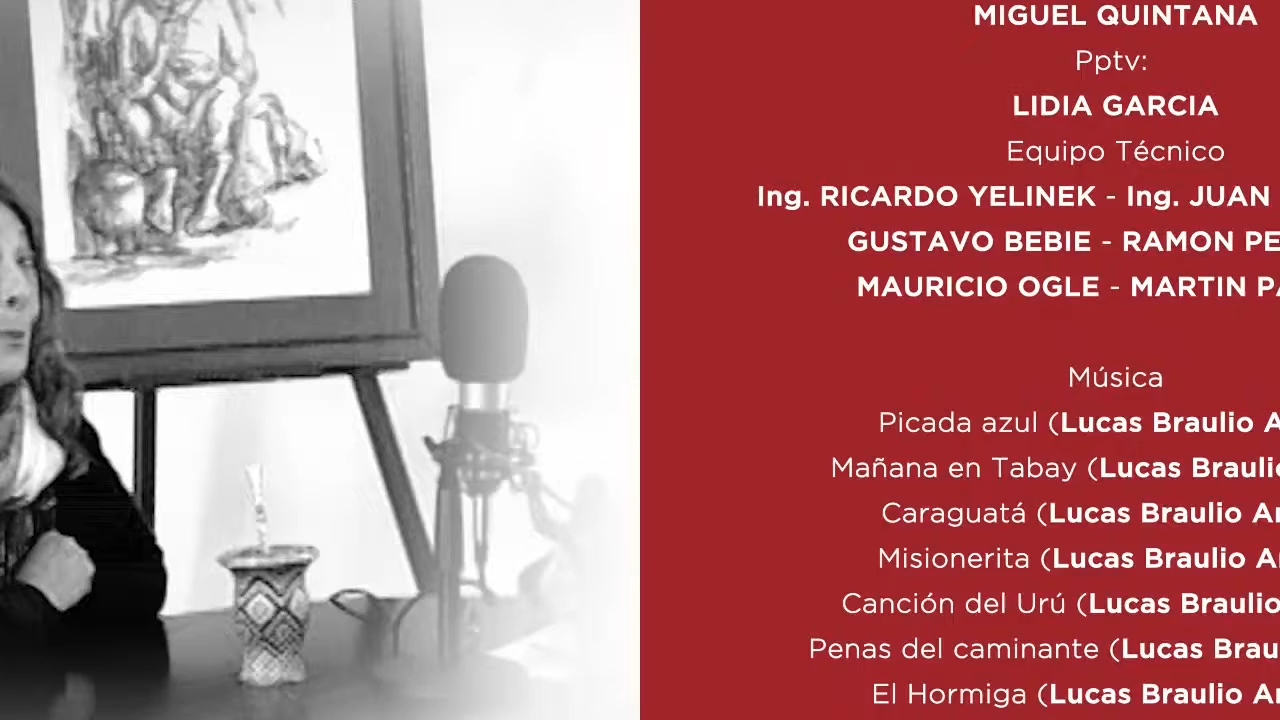 MIGUEL QUINTANA
Pptv:
LIDIA GARCIA
Equipo Técnico
Ing. RICARDO YELINEK - Ing. JUAN
GUSTAVO BEBIE - RAMON
MAURICIO OGLE - MARTIN
Música
Picada azul (Lucas Braulio
Mañana en Tabay (Lucas Braulio
Caraguatá (Lucas Braulio
Misionerita (Lucas Braulio
Canción del Urú (Lucas Braulio
Penas del caminante (Lucas
El Hormiga (Lucas Braulio